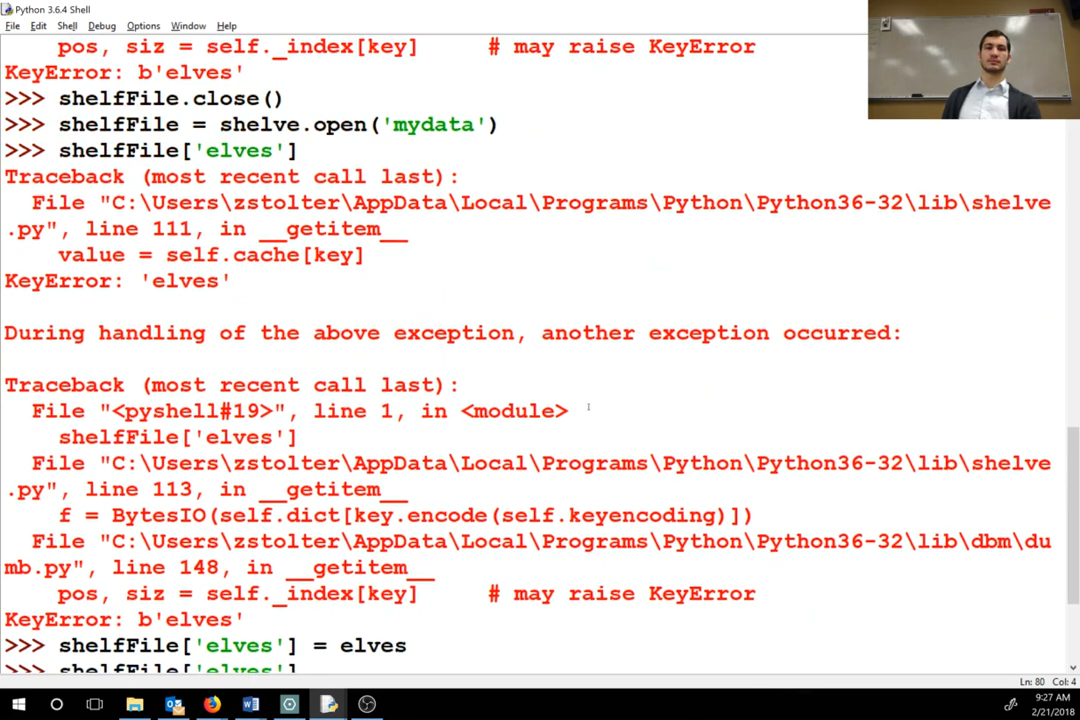 Python 3.6.4 Shell
File Edit Shell Debug Options Window Help
pos, siz = self._index[key] # may raise KeyError
KeyError: b'elves'
>>> shelfFile.close()
>>> shelfFile = shelve.open('mydata')
>>> shelfFile['elves']
Traceback (most recent call last):
File "C:\Users\zstolter\AppData\Local\Programs\Python\Python36-32\lib\shelve
.py", line 111, in __getitem__
value = self.cache[key]
KeyError: 'elves'
During handling of the above exception, another exception occurred:
Traceback (most recent call last):
File "<pyshell#19>", line 1, in <module>
shelfFile['elves']
File "C:\Users\zstolter\AppData\Local\Programs\Python\Python36-32\lib\shelve
.py", line 113, in __getitem__
f = BytesIO(self.dict[key.encode(self.keyencoding)])
File "C:\Users\zstolter\AppData\Local\Programs\Python\Python36-32\lib\dbm\du
mb.py", line 148, in __getitem__
pos, siz = self._index[key] # may raise KeyError
KeyError: b'elves'
>>> shelfFile['elves'] = elves
>>> shelfFile['elves']
Ln: 80 Col: 4
9:27 AM
2/21/2018